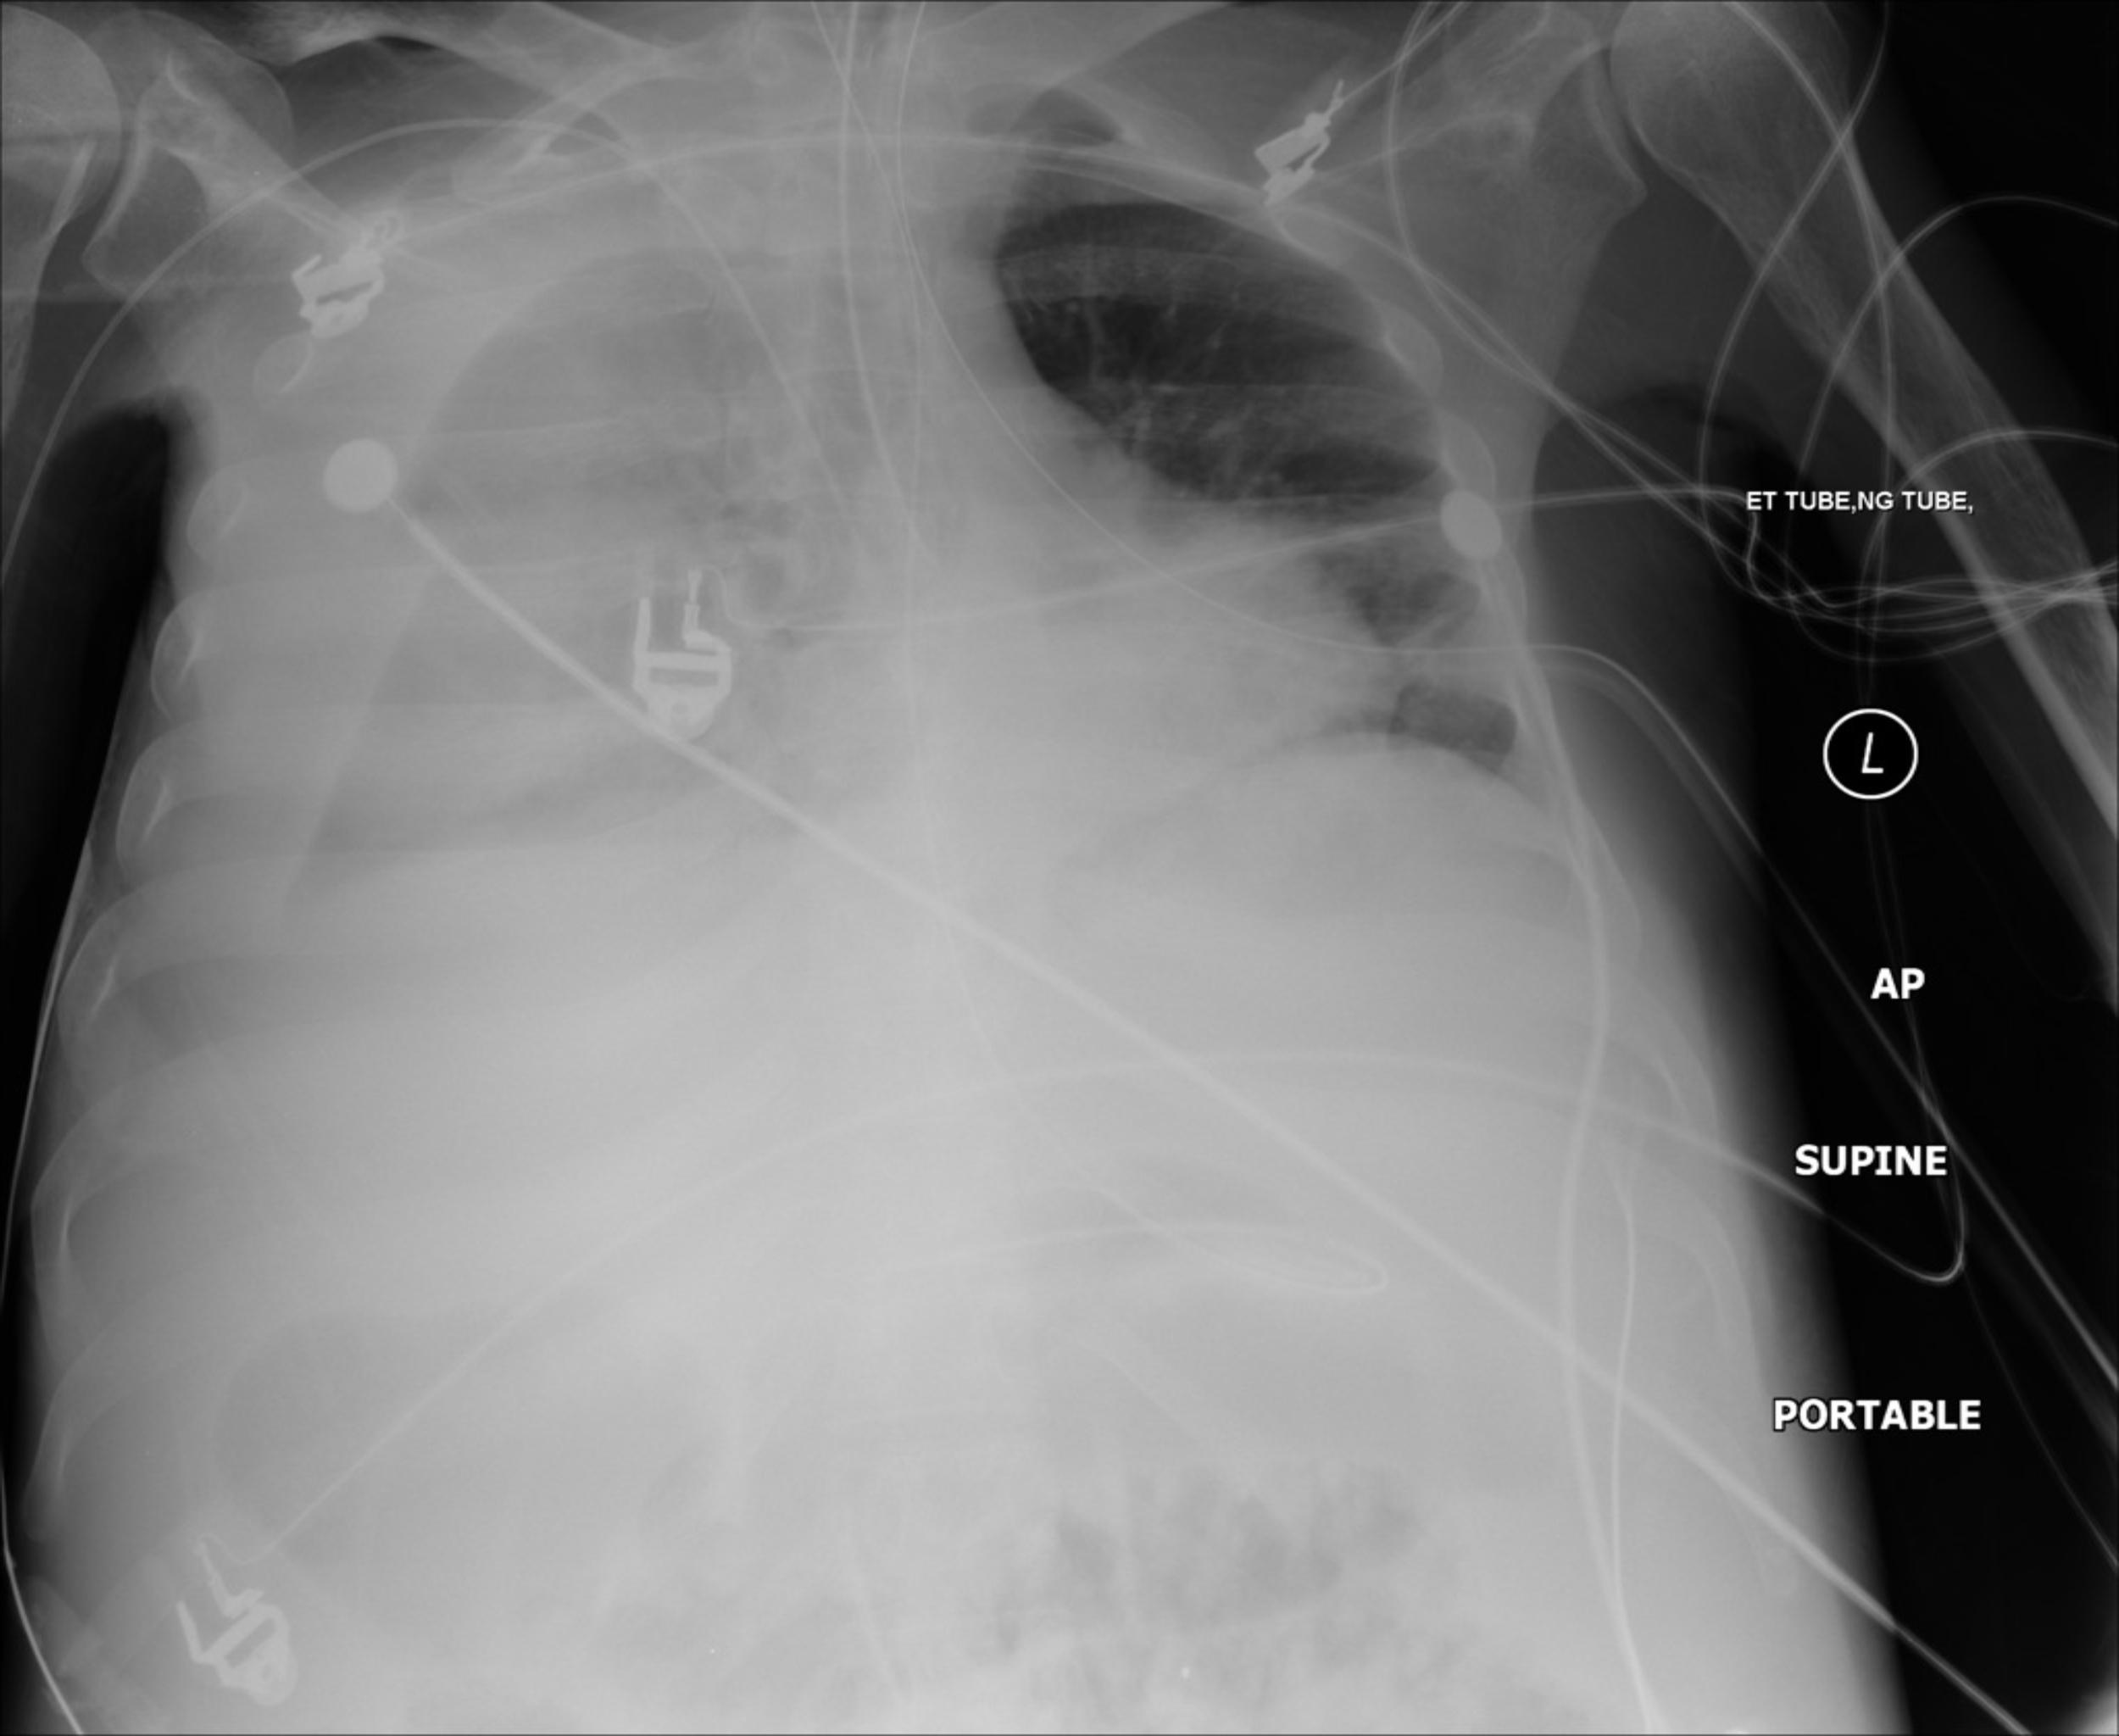 ET TUBE,NG TUBE,
L
AP
SUPINE
PORTABLE